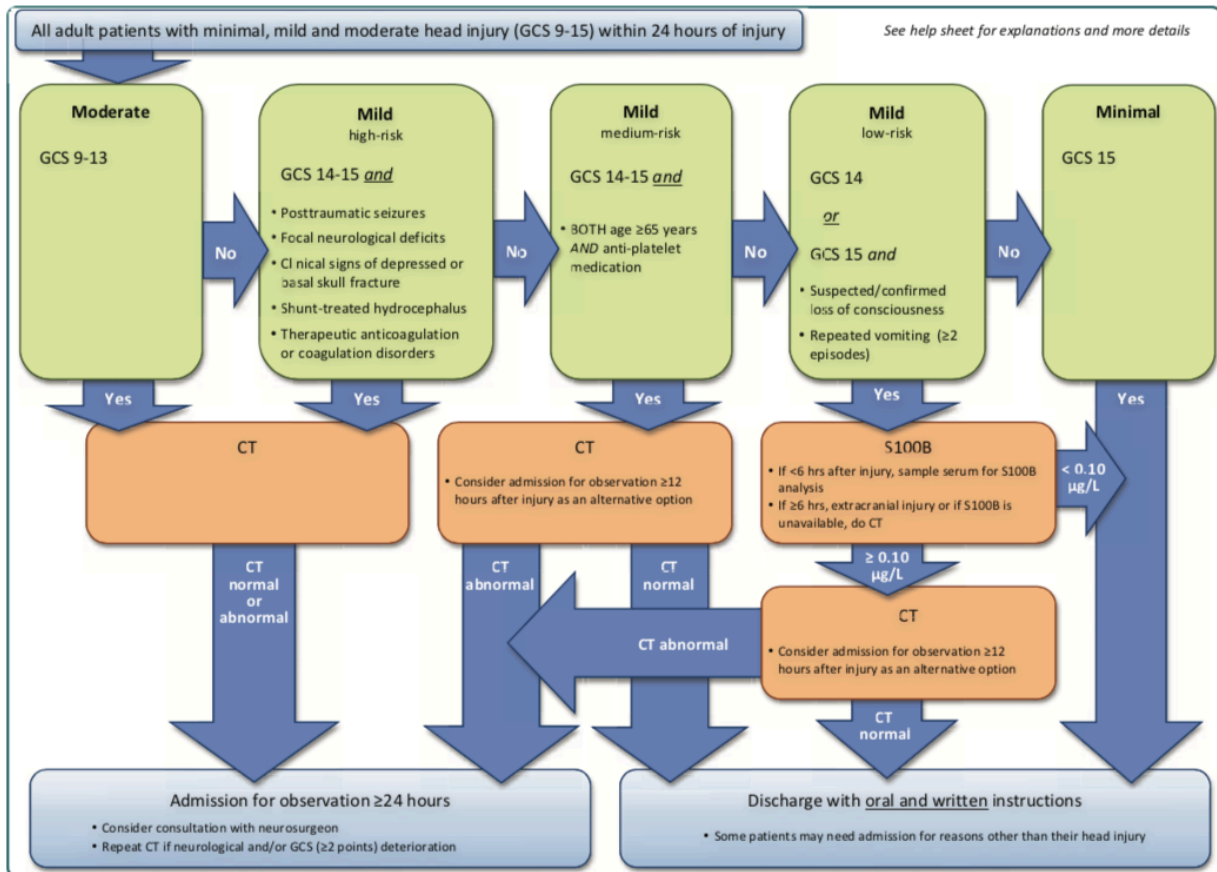 All adult patients with minimal, mild and moderate head injury (GCS 9-15) within 24 hours of injury
See help sheet for explanations and more details
Moderate
GCS 9-13
No
Mild
high-risk
GCS 14-15 and
• Posttraumatic seizures
• Focal neurological deficits
• Cl nical signs of depressed or
basal skull fracture
• Shunt-treated hydrocephalus
• Therapeutic anticoagulation
or coagulation disorders
No
Mild
medium-risk
GCS 14-15 and
• BOTH age ≥65 years
AND anti-platelet
medication
No
Mild
low-risk
GCS 14
or
GCS 15 and
• Suspected/confirmed
loss of consciousness
• Repeated vomiting (≥2
episodes)
No
Minimal
GCS 15
Yes
Yes
Yes
Yes
Yes
CT
CT
• Consider admission for observation ≥12
hours after injury as an alternative option
S100B
• If <6 hrs after injury, sample serum for S100B
analysis
• If ≥6 hrs, extracranial injury or if S100B is
unavailable, do CT
< 0.10
µg/L
≥ 0.10
µg/L
CT
normal
or
abnormal
CT
abnormal
CT
normal
CT abnormal
CT
• Consider admission for observation ≥12
hours after injury as an alternative option
CT
normal
Admission for observation ≥24 hours
• Consider consultation with neurosurgeon
• Repeat CT if neurological and/or GCS (≥2 points) deterioration
Discharge with oral and written instructions
• Some patients may need admission for reasons other than their head injury